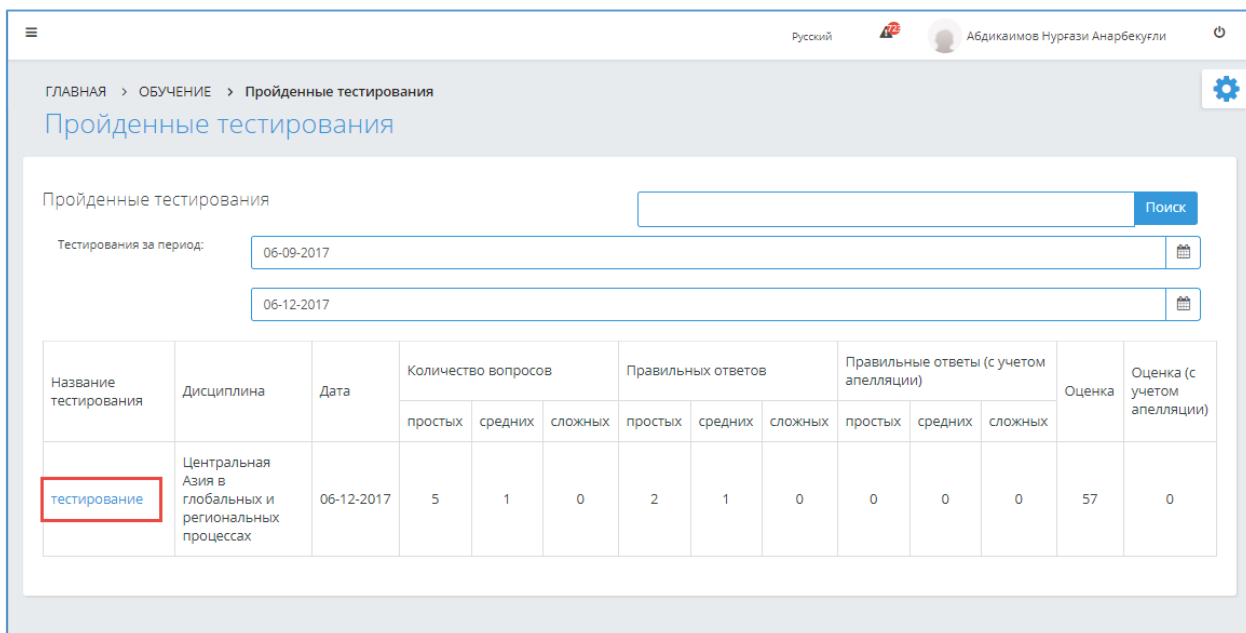 Русский
723
Абдикаимов Нурғази Анарбекуғли
ГЛАВНАЯ > ОБУЧЕНИЕ > Пройденные тестирования
Пройденные тестирования
Пройденные тестирования
Поиск
Тестирования за период:
06-09-2017
06-12-2017
Название тестирования
Дисциплина
Дата
Количество вопросов
Правильных ответов
Правильные ответы (с учетом
апелляции)
Оценка
Оценка (с
учетом
апелляции)
простых средних сложных простых средних сложных простых средних сложных
тестирование
Центральная
Азия в
глобальных и
региональных
процессах
06-12-2017 5 1 0 2 1 0 0 0 0 57 0